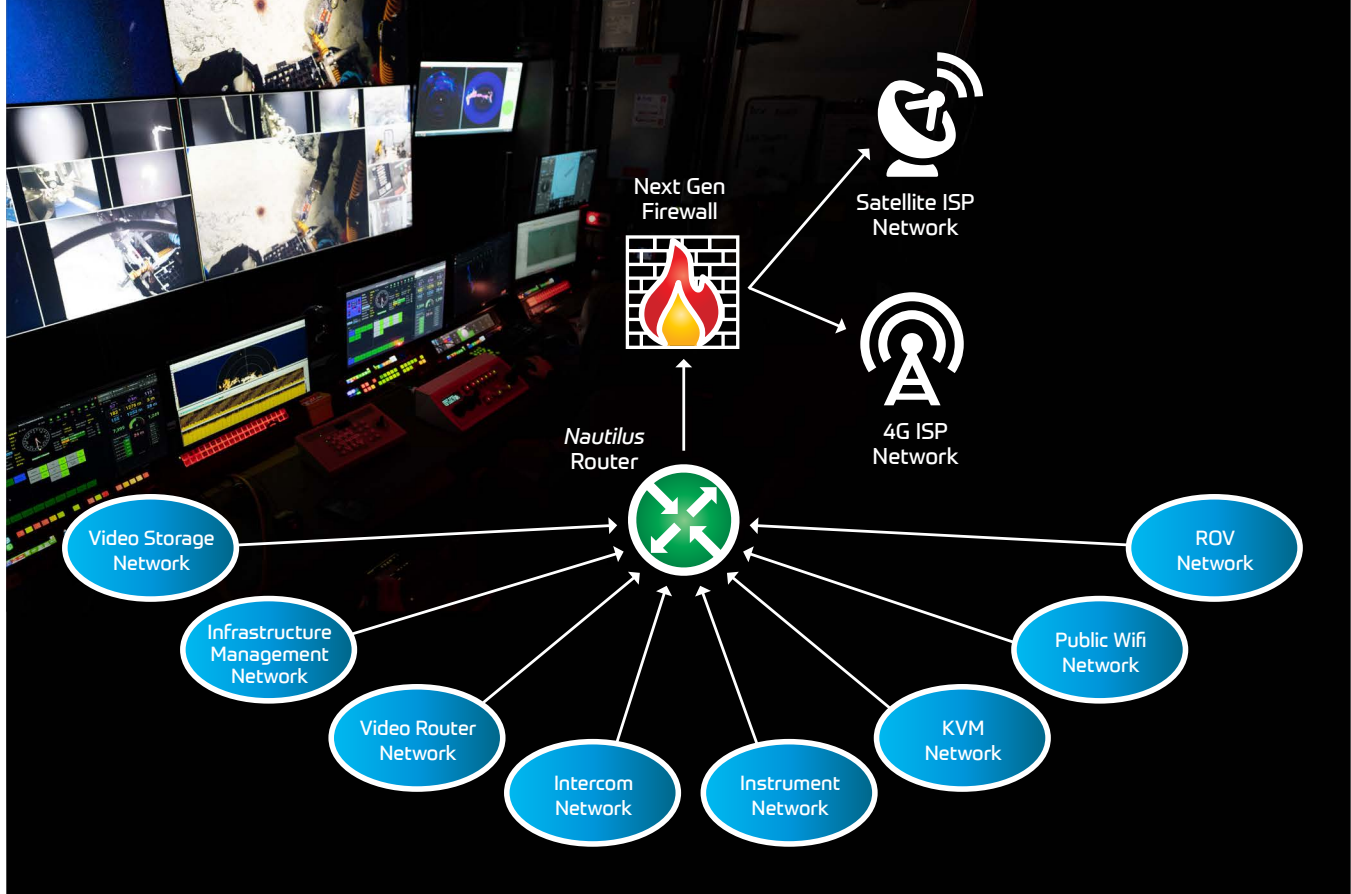 Next Gen
Firewall
Satellite ISP
Network
4G ISP
Network
Nautilus
Router
Video Storage
Network
Infrastructure
Management
Network
Video Router
Network
Intercom
Network
Instrument
Network
KVM
Network
Public Wifi
Network
ROV
Network